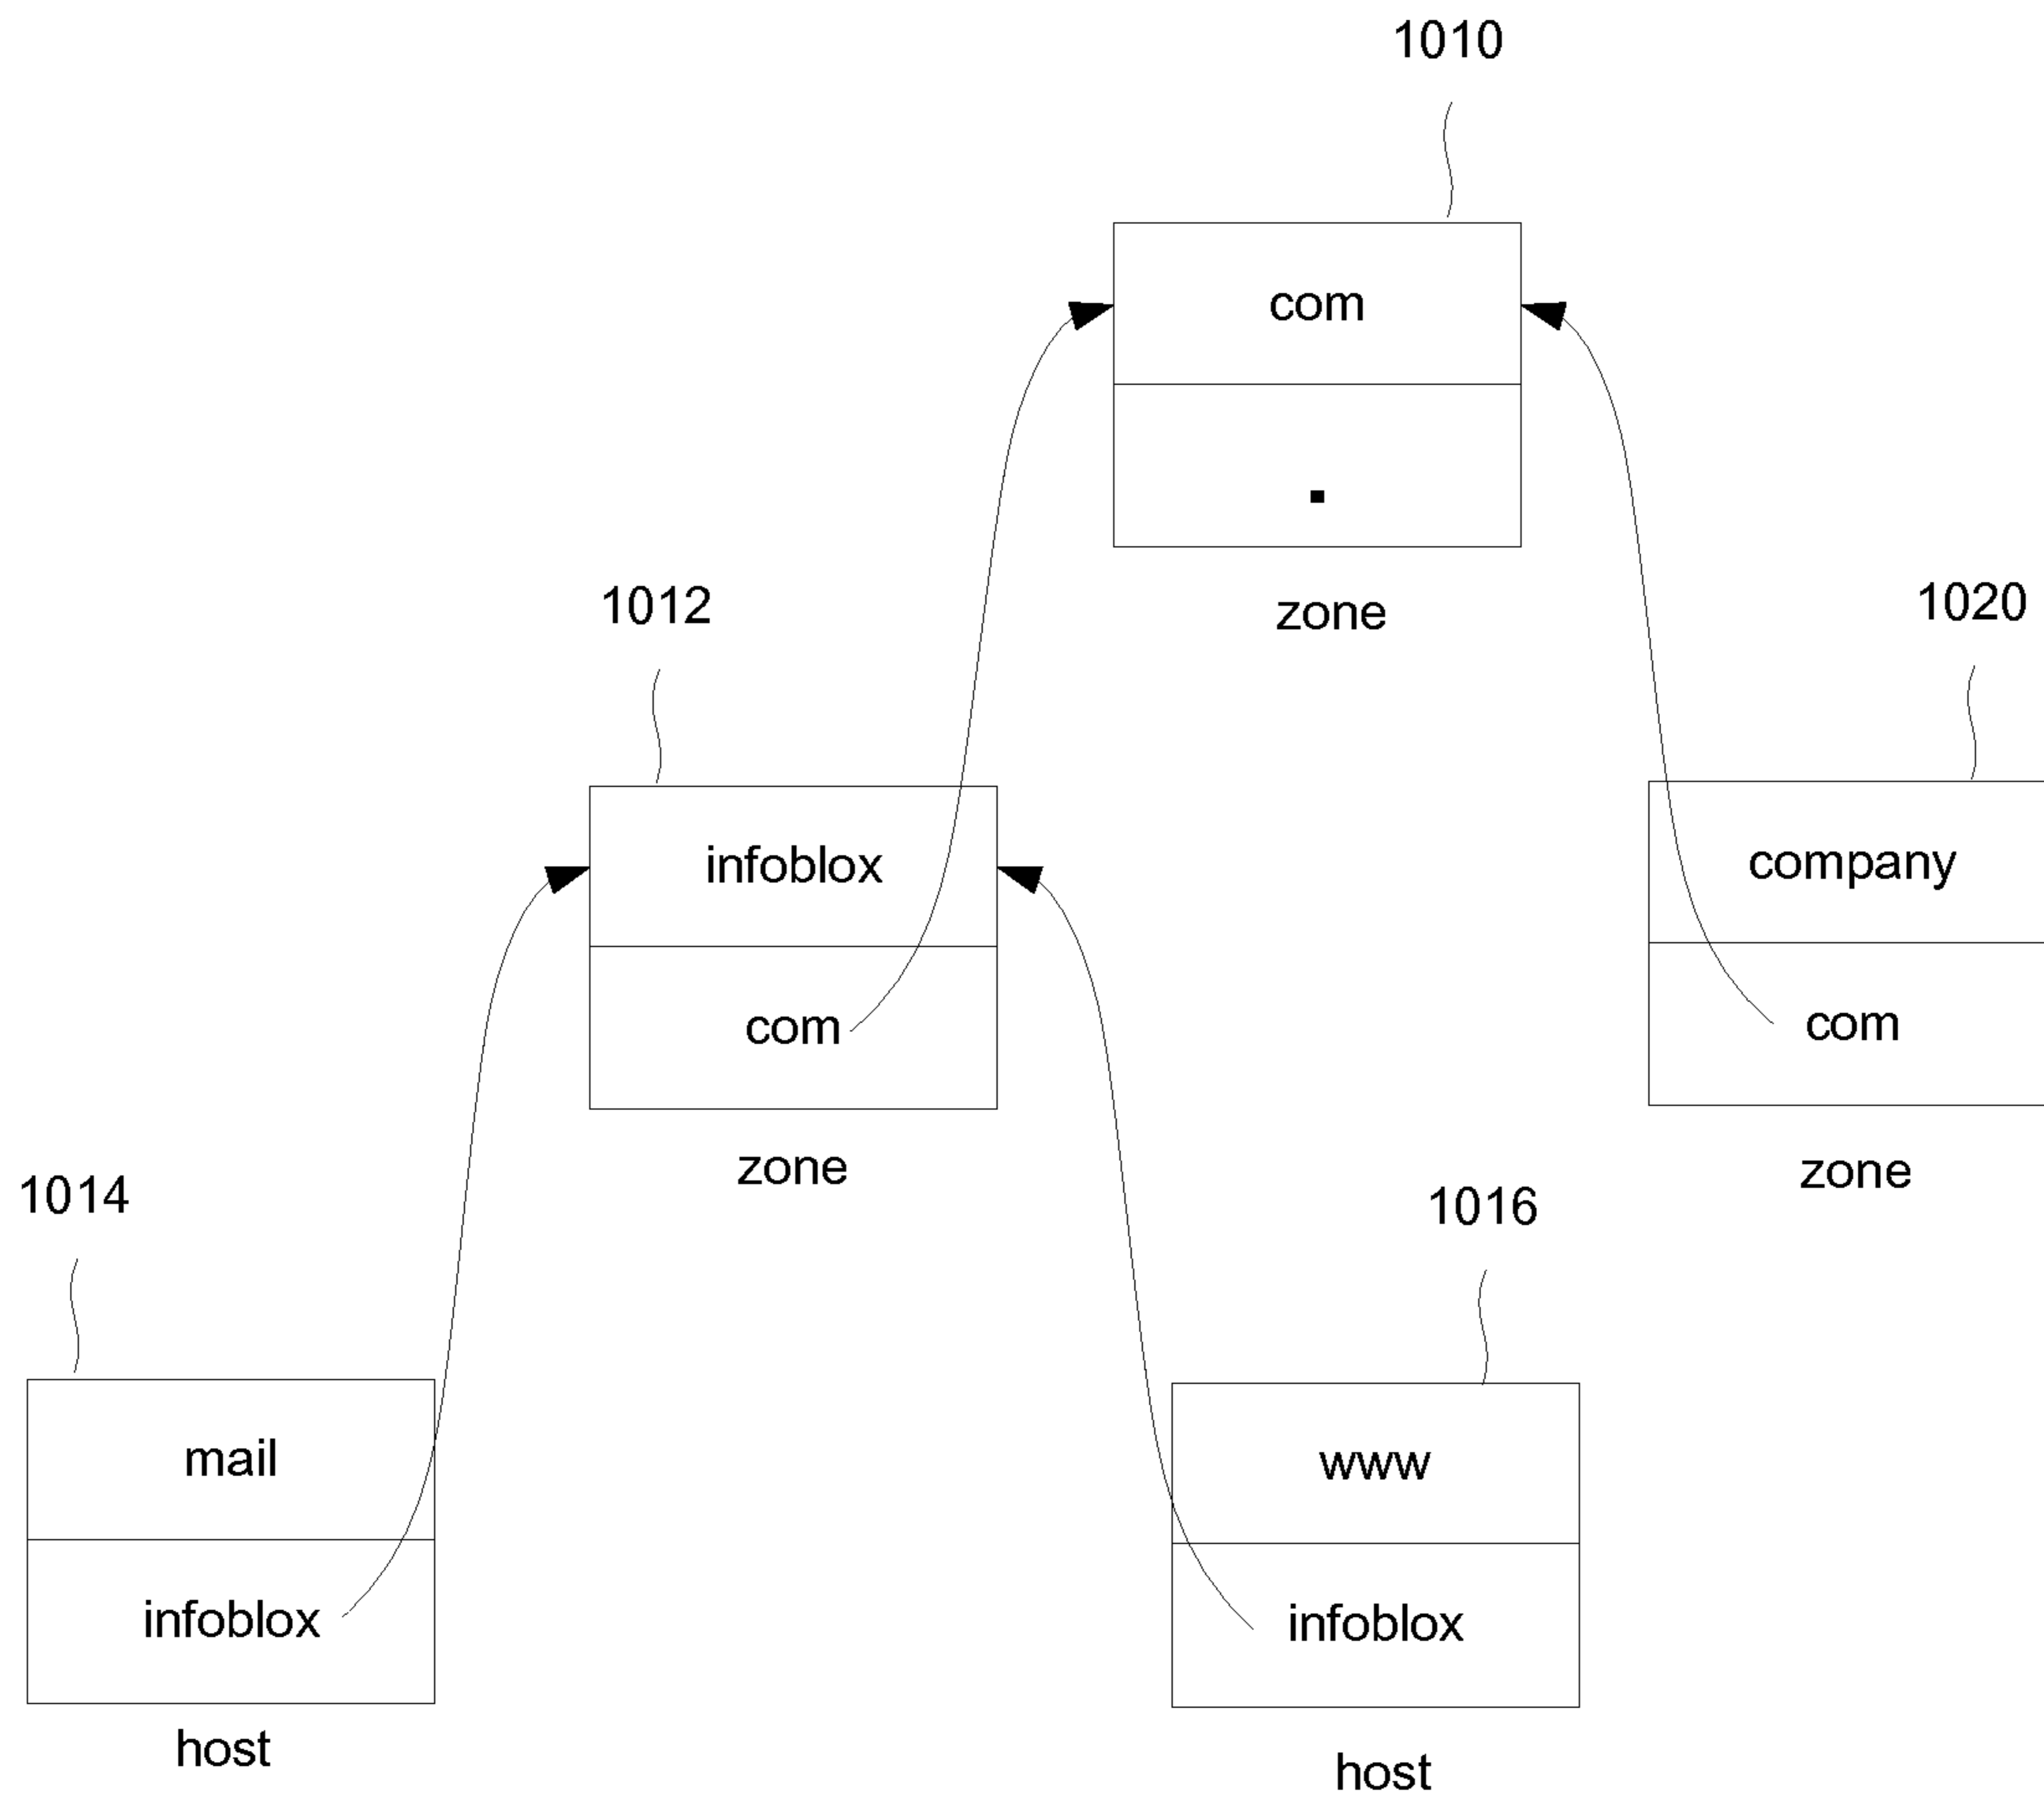 1010
com
.
zone
1012
infoblox
com
zone
1020
company
com
zone
1014
mail
infoblox
host
1016
www
infoblox
host